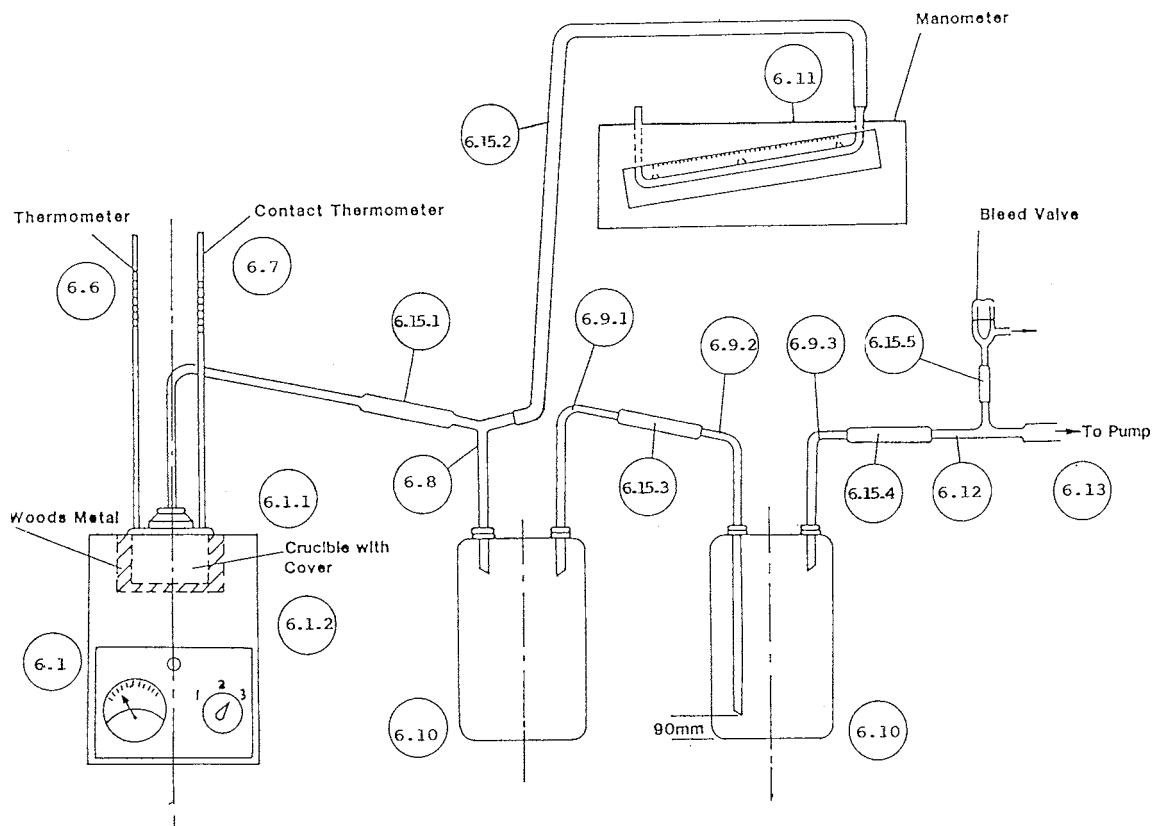 Manometer
6.11
6.15.2
Thermometer
Contact Thermometer
Bleed Valve
6.6
6.7
6.15.1
6.9.1
6.9.2
6.9.3
6.15.5
To Pump
6.8
6.15.3
6.15.4
6.12
6.13
6.1.1
Woods Metal
Crucible with
Cover
6.1.2
6.1
1
2
3
6.10
90mm
6.10